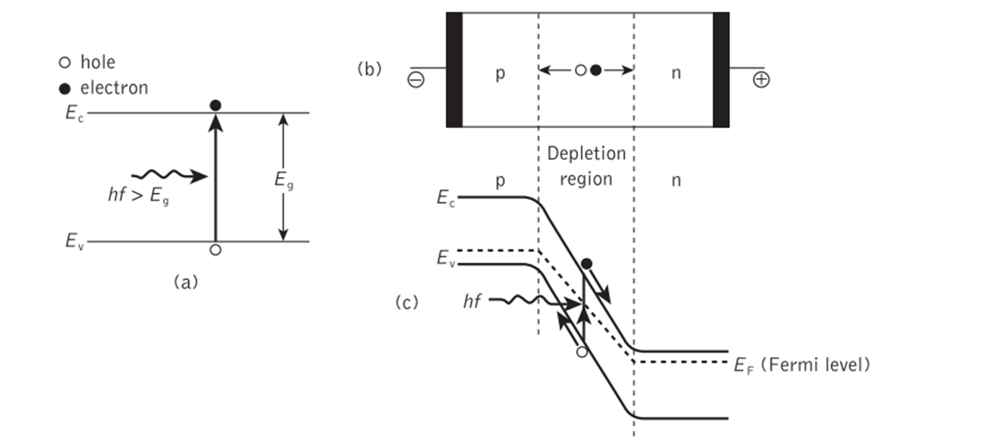 hole
electron
E_c
hf > E_g
E_g
E_v
(a)
(b)
⊖
p
n
⊕
Depletion
region
p
n
E_c
E_v
(c)
hf
E_F (Fermi level)